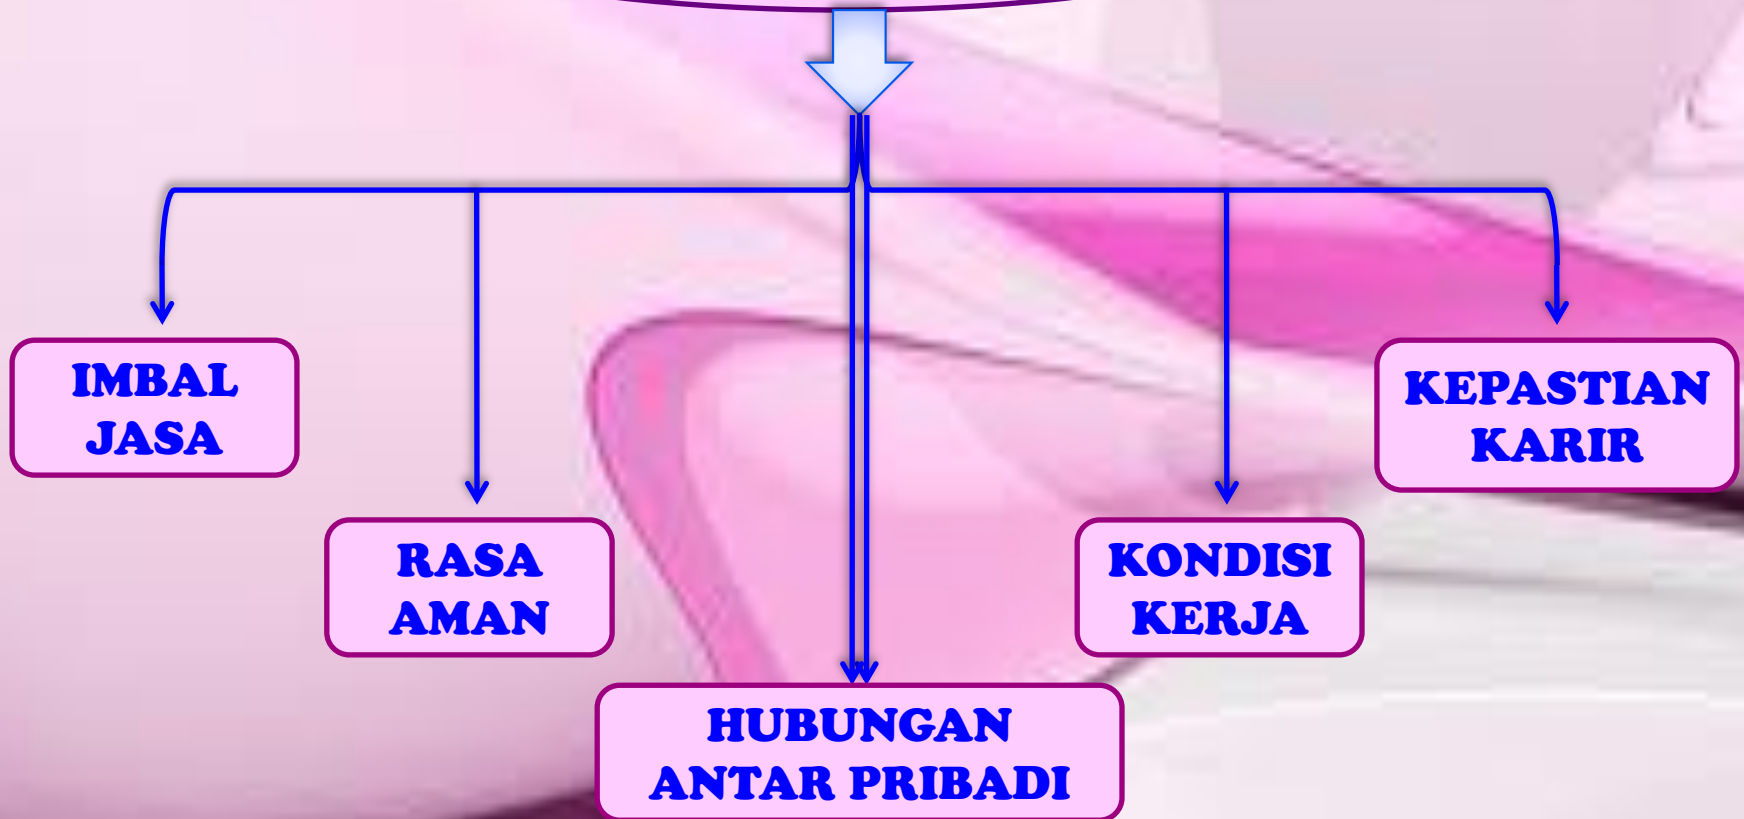 IMBAL
JASA
KEPASTIAN
KARIR
RASA
AMAN
KONDISI
KERJA
HUBUNGAN
ANTAR PRIBADI